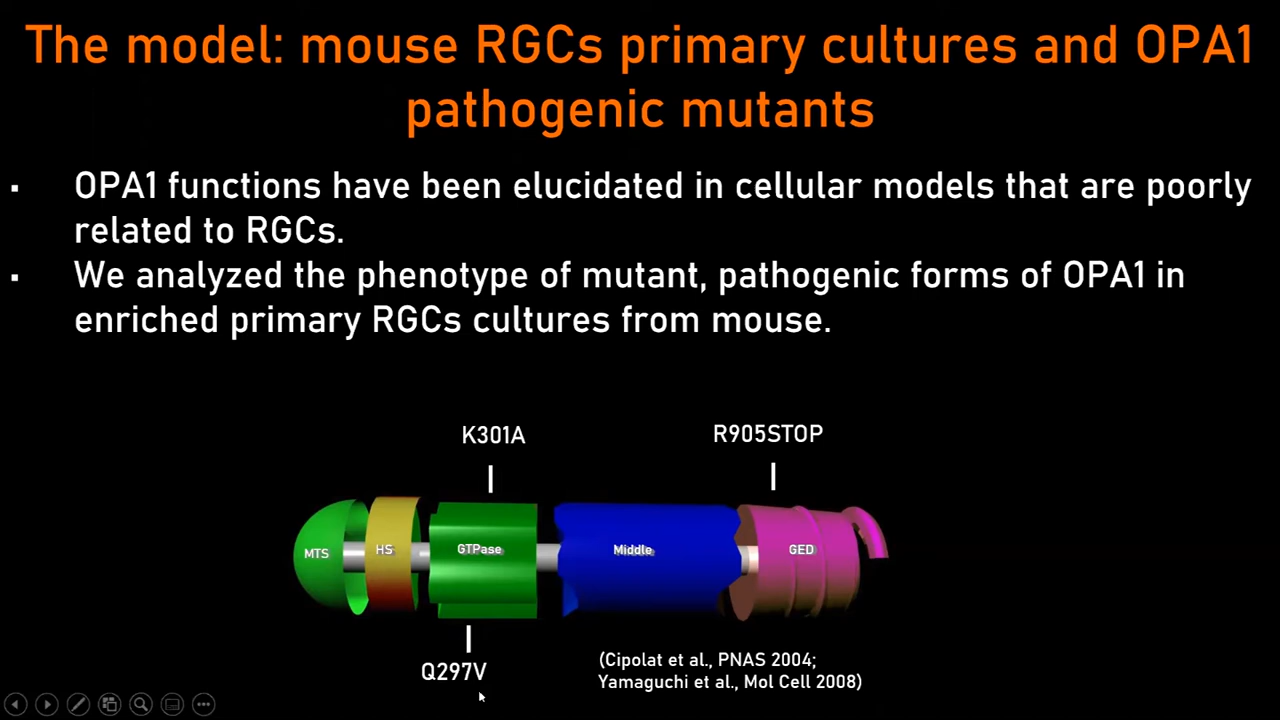 The model: mouse RGCs primary cultures and OPA1
pathogenic mutants
▪ OPA1 functions have been elucidated in cellular models that are poorly
related to RGCs.
▪ We analyzed the phenotype of mutant, pathogenic forms of OPA1 in
enriched primary RGCs cultures from mouse.
K301A
R905STOP
MTS
HS
GTPase
Middle
GED
Q297V
(Cipolat et al., PNAS 2004;
Yamaguchi et al., Mol Cell 2008)